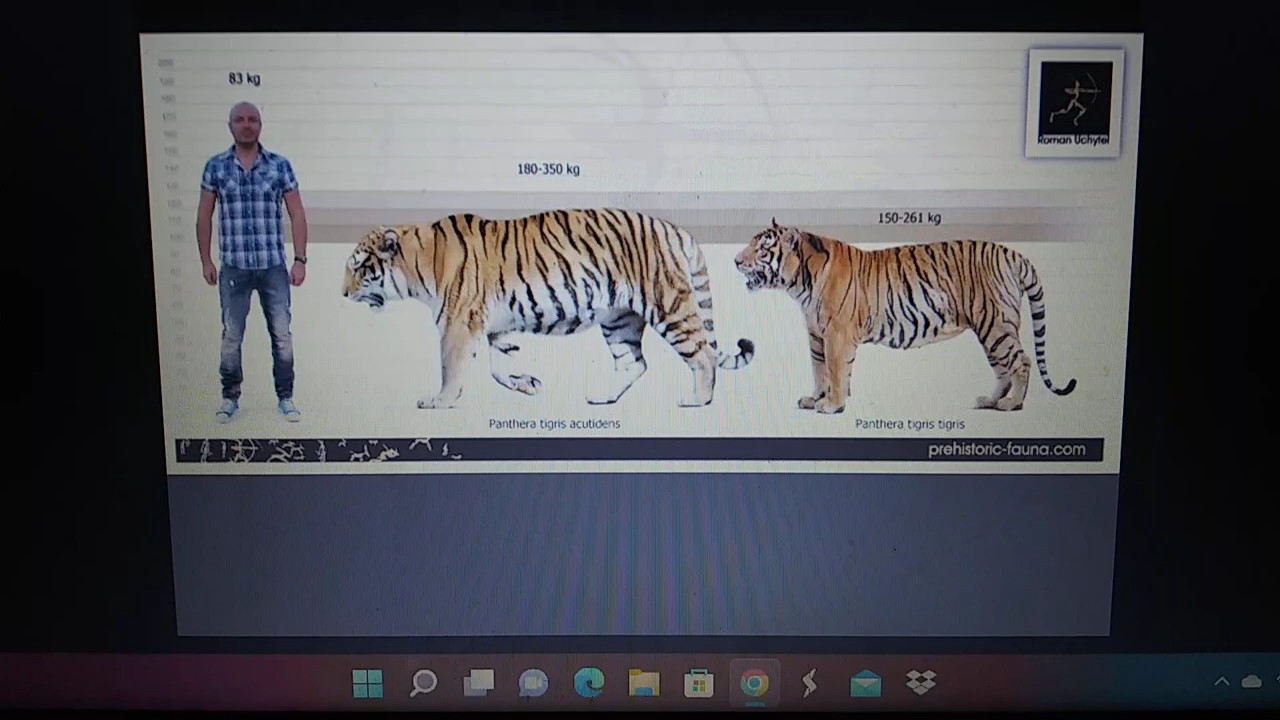 83 kg
180-350 kg
150-261 kg
Roman Uchytel
Panthera tigris acutidens
Panthera tigris tigris
prehistoric-fauna.com